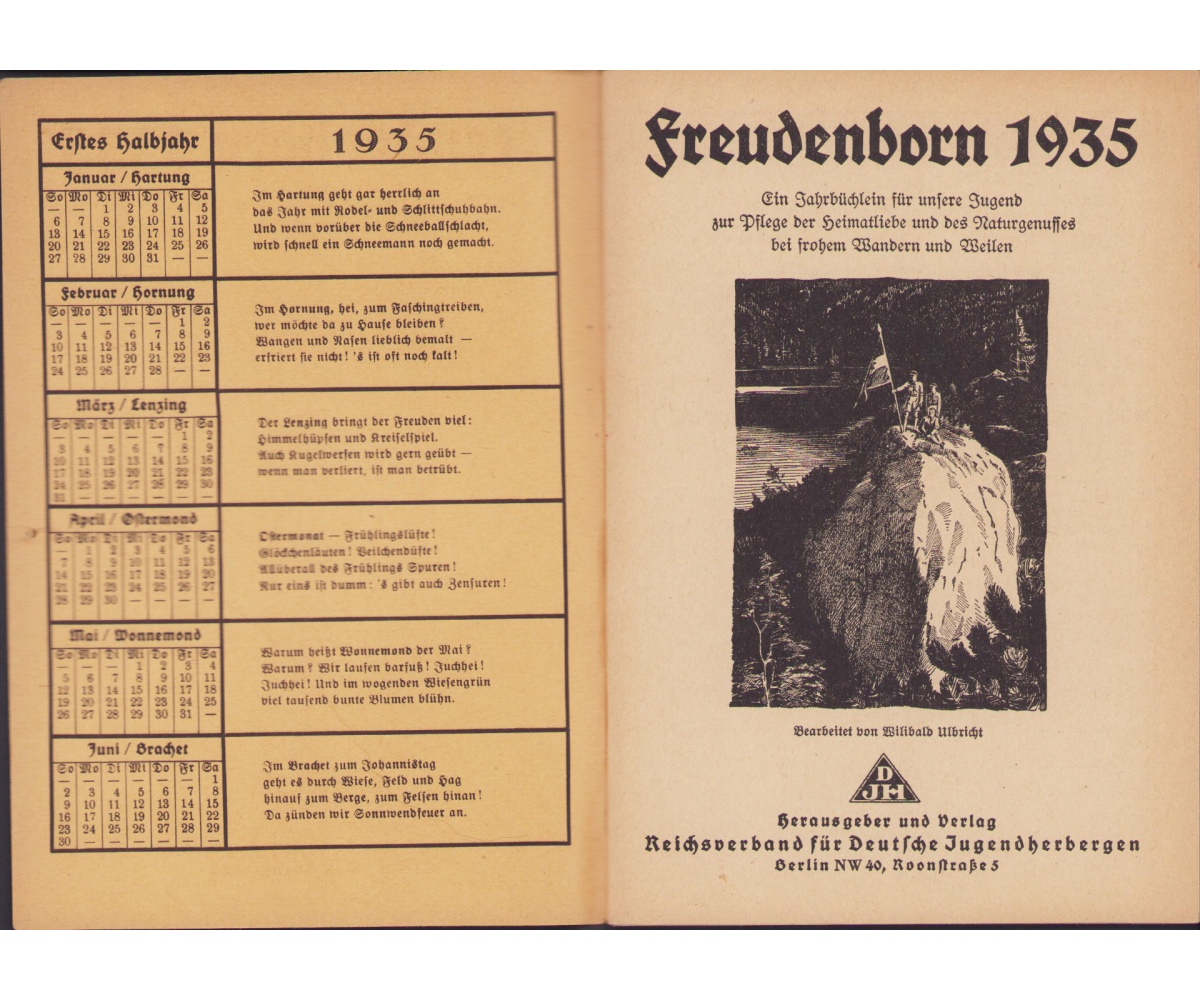 Erstes Halbjahr
1935
Januar / Hartung
So Mo Di Mi Do Fr Sa
— — 1 2 3 4 5
6 7 8 9 10 11 12
13 14 15 16 17 18 19
20 21 22 23 24 25 26
27 28 29 30 31 — —
Im Hartung geht gar herrlich an
das Jahr mit Rodel- und Schlittschuhbahn.
Und wenn vorüber die Schneeballschlacht,
wird schnell ein Schneemann noch gemacht.
Februar / Hornung
So Mo Di Mi Do Fr Sa
— — — — — 1 2
3 4 5 6 7 8 9
10 11 12 13 14 15 16
17 18 19 20 21 22 23
24 25 26 27 28 — —
Im Hornung, hei, zum Faschingtreiben,
wer möchte da zu Hause bleiben?
Wangen und Nasen lieblich bemalt —
erfriert sie nicht! 's ist oft noch kalt!
März / Lenzing
So Mo Di Mi Do Fr Sa
— — — — — 1 2
3 4 5 6 7 8 9
10 11 12 13 14 15 16
17 18 19 20 21 22 23
24 25 26 27 28 29 30
31 — — — — — —
Der Lenzing bringt der Freuden viel:
Himmelhüpfen und Kreiselspiel.
Auch Kugelwerfen wird gern geübt —
wenn man verliert, ist man betrübt.
April / Ostermond
So Mo Di Mi Do Fr Sa
— 1 2 3 4 5 6
7 8 9 10 11 12 13
14 15 16 17 18 19 20
21 22 23 24 25 26 27
28 29 30 — — — —
Ostermonat — Frühlingslüfte!
Glöckchenläuten! Veilchendüfte!
Allüberall des Frühlings Spuren!
Nur eins ist dumm: 's gibt auch Zensuren!
Mai / Wonnemond
So Mo Di Mi Do Fr Sa
— — — 1 2 3 4
5 6 7 8 9 10 11
12 13 14 15 16 17 18
19 20 21 22 23 24 25
26 27 28 29 30 31 —
Warum heißt Wonnemond der Mai?
Warum? Wir laufen barfuß! Juchhei!
Juchhei! Und im wogenden Wiesengrün
viel tausend bunte Blumen blühn.
Juni / Brachet
So Mo Di Mi Do Fr Sa
— — — — — — 1
2 3 4 5 6 7 8
9 10 11 12 13 14 15
16 17 18 19 20 21 22
23 24 25 26 27 28 29
30 — — — — — —
Im Brachet zum Johannistag
geht es durch Wiese, Feld und Hag
hinauf zum Berge, zum Felsen hinan!
Da zünden wir Sonnwendfeuer an.
Freudenborn 1935
Ein Jahrbüchlein für unsere Jugend
zur Pflege der Heimatliebe und des Naturgenusses
bei frohem Wandern und Weilen
Bearbeitet von Wilibald Ulbricht
D
JH
Herausgeber und Verlag
Reichsverband für Deutsche Jugendherbergen
Berlin NW 40, Roonstraße 5